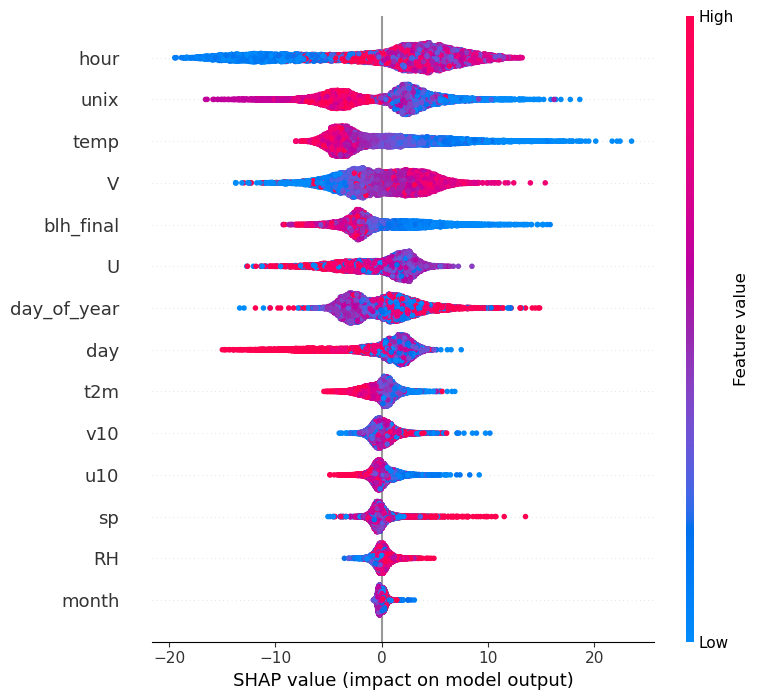 High
hour
unix
temp
V
blh_final
U
day_of_year
day
t2m
v10
u10
sp
RH
month
Feature value
Low
−20 −10 0 10 20
SHAP value (impact on model output)